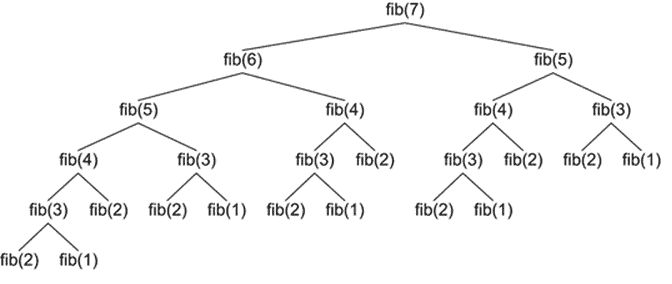 fib(7)
fib(6) fib(5)
fib(5) fib(4) fib(4) fib(3)
fib(4) fib(3) fib(3) fib(2) fib(3) fib(2) fib(2) fib(1)
fib(3) fib(2) fib(2) fib(1) fib(2) fib(1) fib(2) fib(1)
fib(2) fib(1)